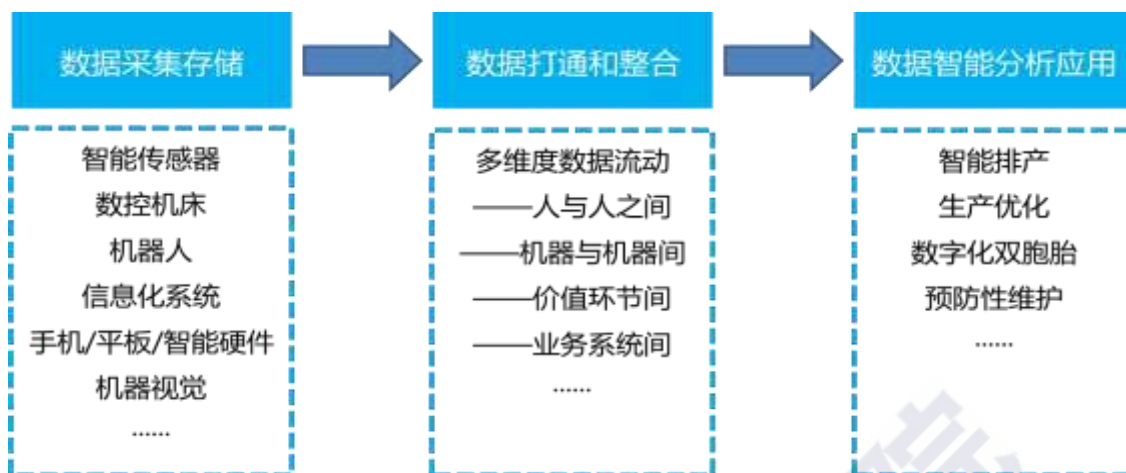 数据采集存储
智能传感器
数控机床
机器人
信息化系统
手机/平板/智能硬件
机器视觉
……
数据打通和整合
多维度数据流动
——人与人之间
——机器与机器间
——价值环节间
——业务系统间
……
数据智能分析应用
智能排产
生产优化
数字化双胞胎
预防性维护
……